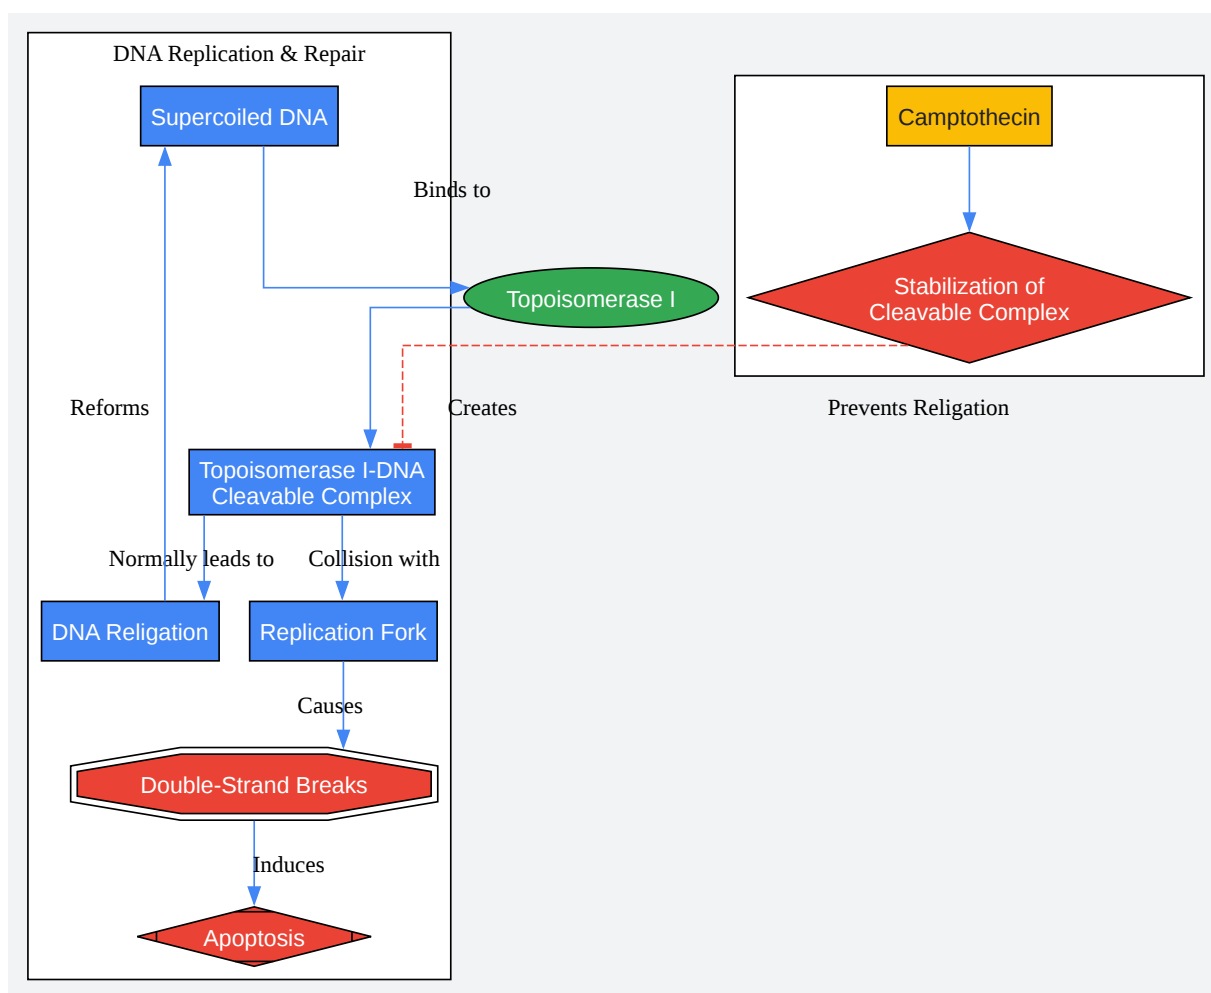 DNA Replication & Repair
Supercoiled DNA
Camptothecin
Binds to
Topoisomerase I
Stabilization of
Cleavable Complex
Reforms
Creates
Prevents Religation
Topoisomerase I-DNA
Cleavable Complex
Normally leads to
Collision with
DNA Religation
Replication Fork
Causes
Double-Strand Breaks
Induces
Apoptosis